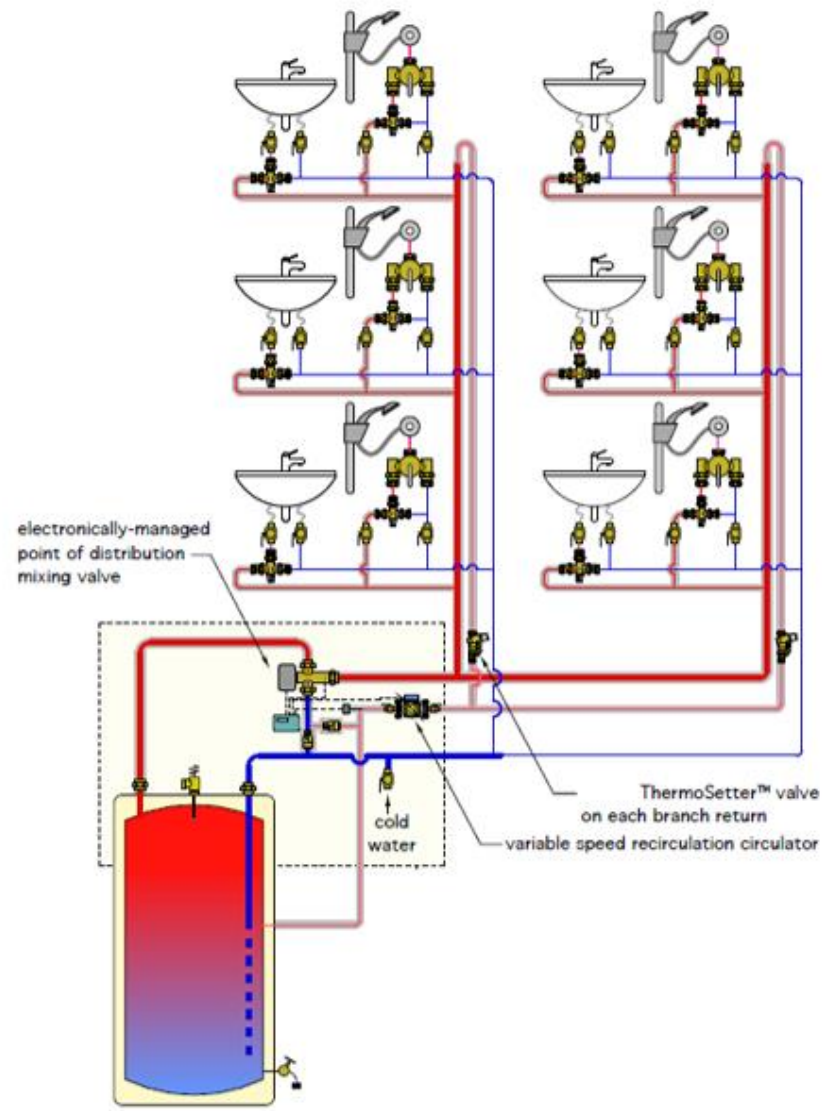 electronically-managed
point of distribution
mixing valve
cold
water
ThermoSetter™ valve
on each branch return
variable speed recirculation circulator